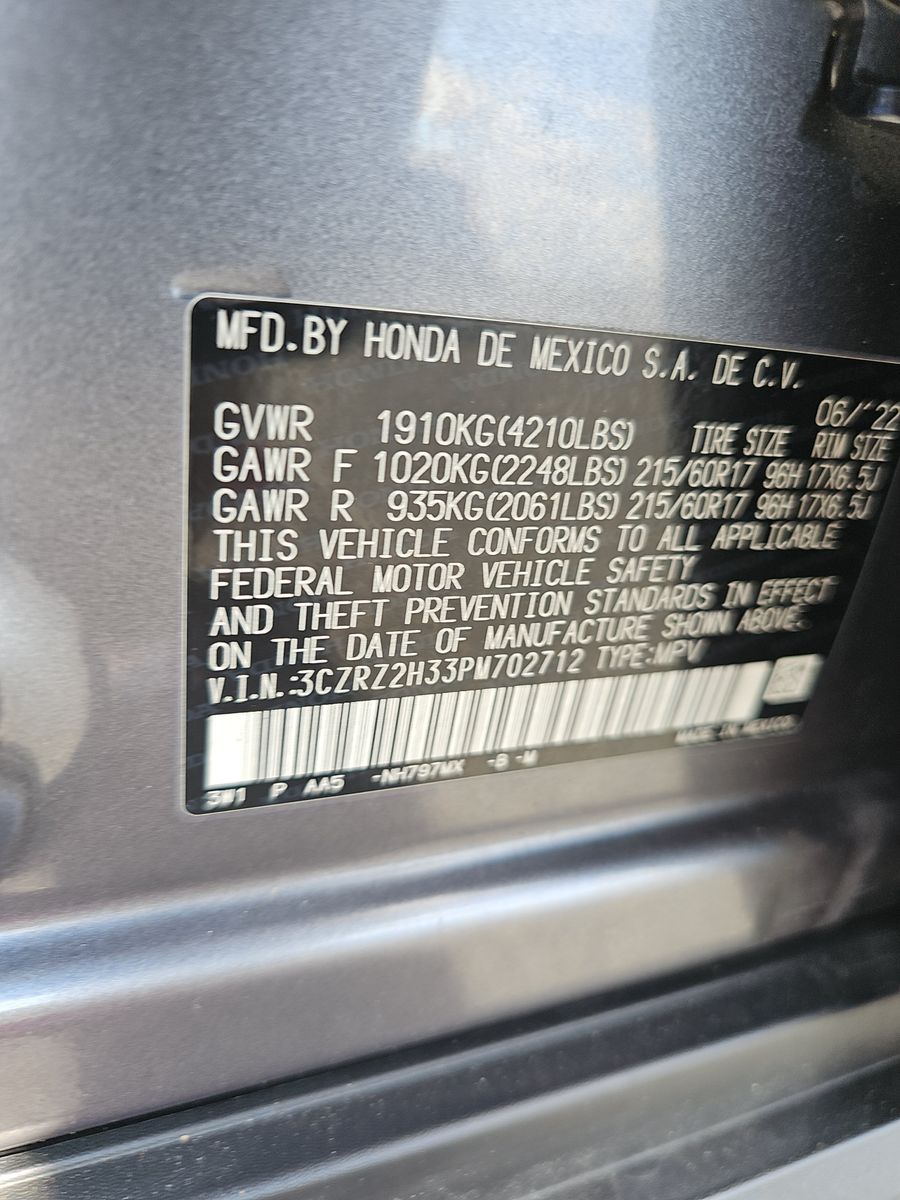 MFD.BY HONDA DE MEXICO S.A. DE C.V.
06/'22
GVWR 1910KG(4210LBS) TIRE SIZE RIM SIZE
GAWR F 1020KG(2248LBS) 215/60R17 96H 17X6.5J
GAWR R 935KG(2061LBS) 215/60R17 96H 17X6.5J
THIS VEHICLE CONFORMS TO ALL APPLICABLE
FEDERAL MOTOR VEHICLE SAFETY
AND THEFT PREVENTION STANDARDS IN EFFECT
ON THE DATE OF MANUFACTURE SHOWN ABOVE.
V.I.N.:3CZRZ2H33PM702712 TYPE:MPV
MADE IN MEXICO
3W1 P AA5 -NH797MX -B -M